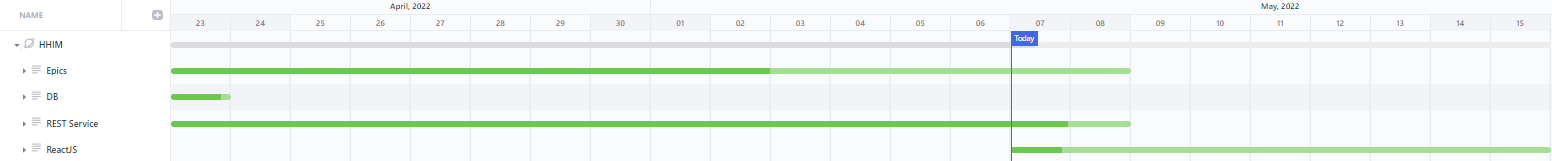 April, 2022 May, 2022
NAME
23 24 25 26 27 28 29 30 01 02 03 04 05 06 07 08 09 10 11 12 13 14 15
HHIM Today
Epics
DB
REST Service
ReactJS